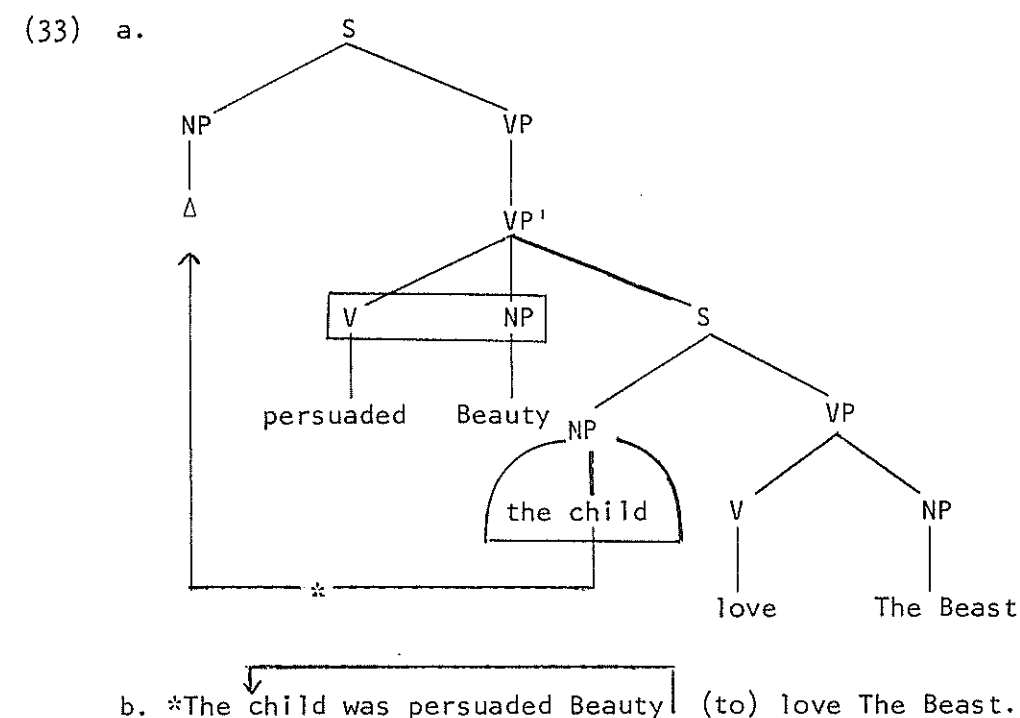 (33) a. S
NP VP
Δ VP'
V NP S
persuaded Beauty NP VP
the child V NP
*
love The Beast
b. *The child was persuaded Beauty (to) love The Beast.